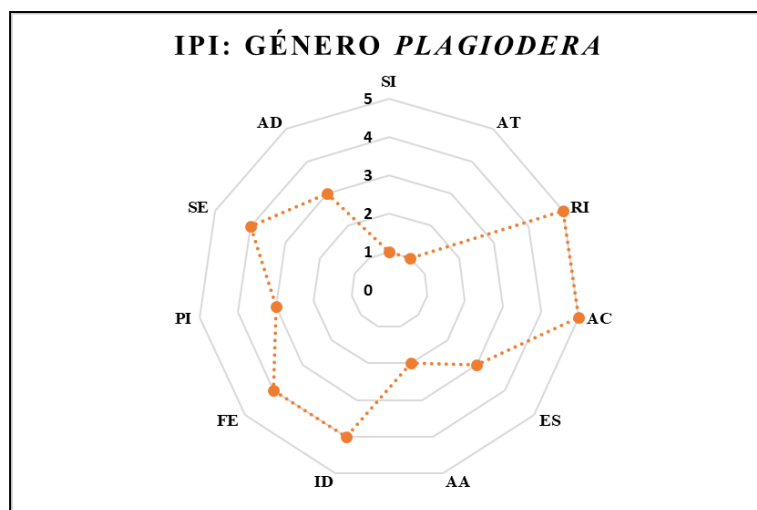 IPI: GÉNERO PLAGIODERA
SI
AT
RI
AC
ES
AA
ID
FE
PI
SE
AD
5
4
3
2
1
0